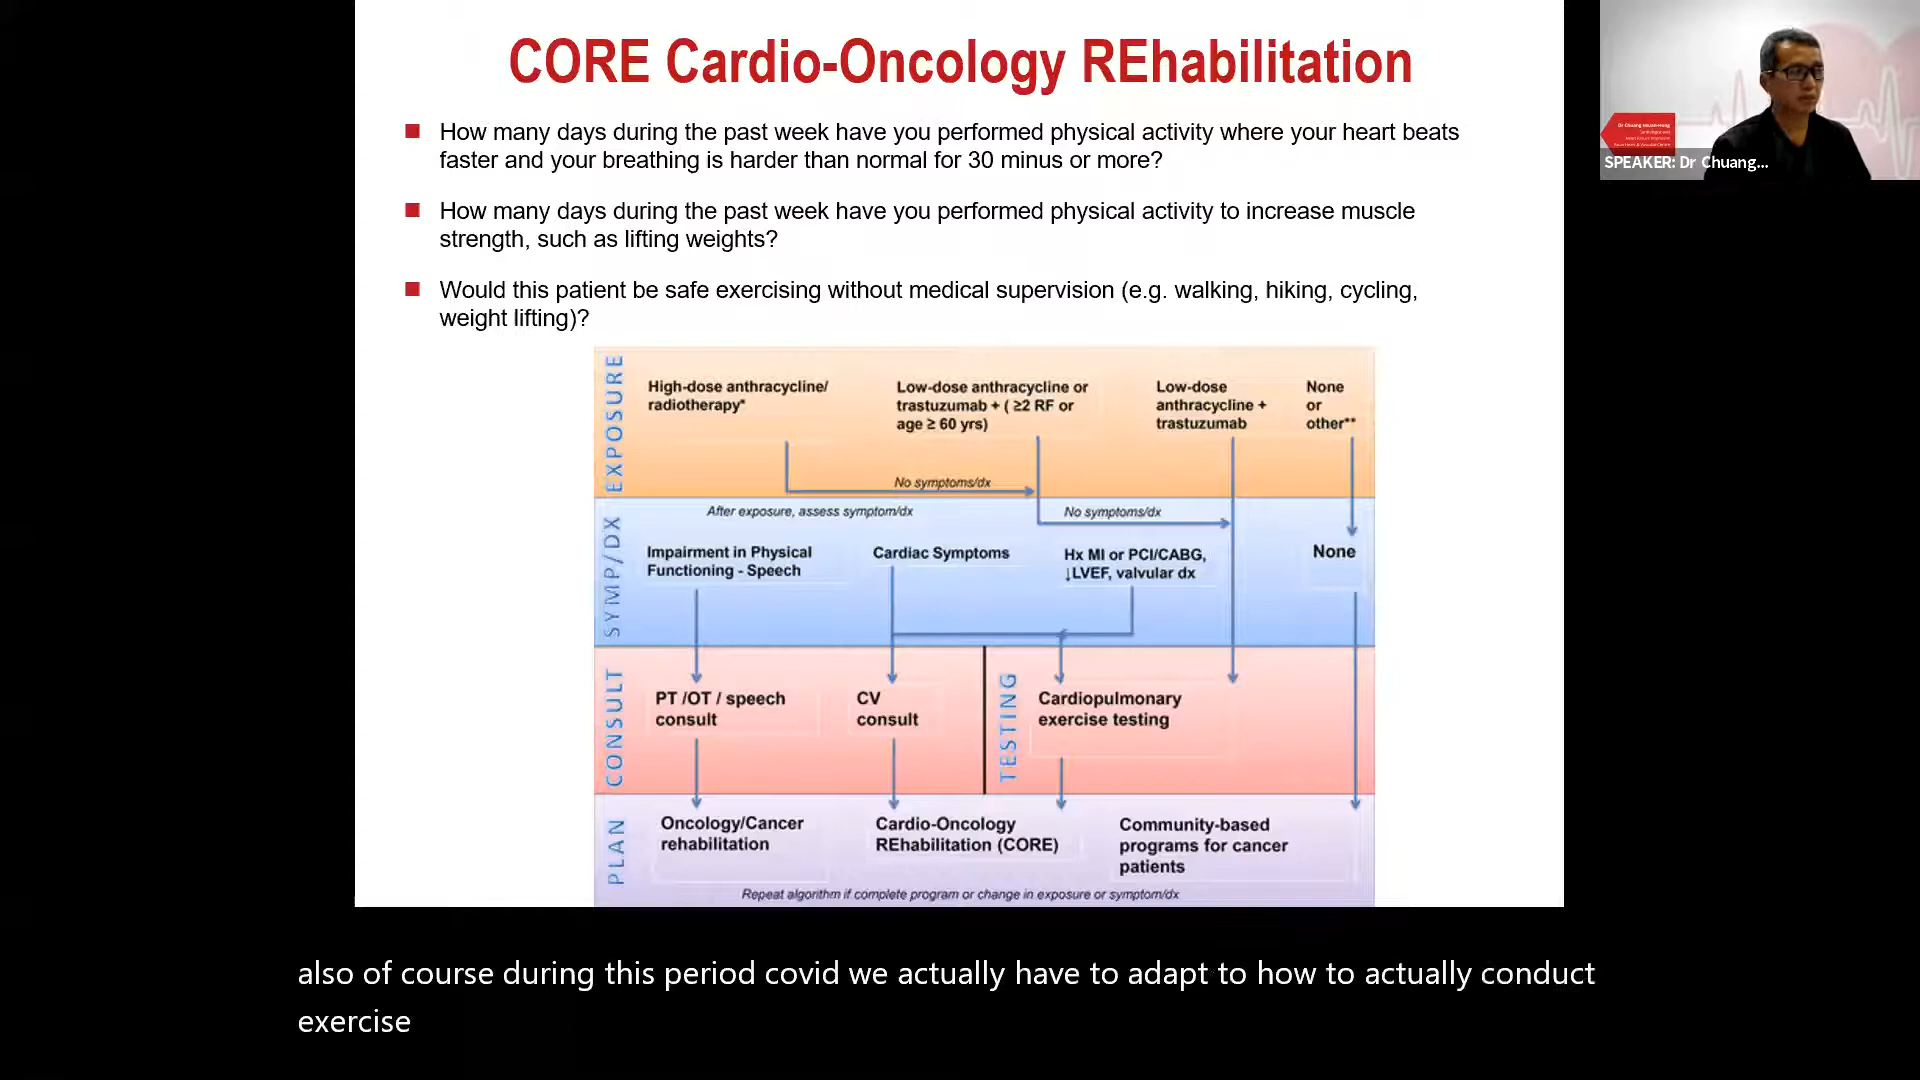 CORE Cardio-Oncology REhabilitation
How many days during the past week have you performed physical activity where your heart beats
faster and your breathing is harder than normal for 30 minus or more?
How many days during the past week have you performed physical activity to increase muscle
strength, such as lifting weights?
Would this patient be safe exercising without medical supervision (e.g. walking, hiking, cycling,
weight lifting)?
EXPOSURE
High-dose anthracycline/
radiotherapy*
Low-dose anthracycline or
trastuzumab + ( ≥2 RF or
age ≥ 60 yrs)
Low-dose
anthracycline +
trastuzumab
None
or
other**
No symptoms/dx
SYMP/DX
After exposure, assess symptom/dx
No symptoms/dx
Impairment in Physical
Functioning - Speech
Cardiac Symptoms
Hx MI or PCI/CABG,
↓LVEF, valvular dx
None
CONSULT
PT /OT / speech
consult
CV
consult
TESTING
Cardiopulmonary
exercise testing
PLAN
Oncology/Cancer
rehabilitation
Cardio-Oncology
REhabilitation (CORE)
Community-based
programs for cancer
patients
Repeat algorithm if complete program or change in exposure or symptom/dx
SPEAKER: Dr Chuang...
also of course during this period covid we actually have to adapt to how to actually conduct
exercise